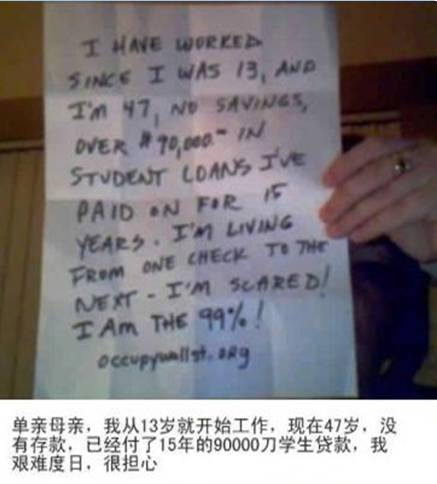 I HAVE WORKED
SINCE I WAS 13, AND
I'M 47, NO SAVINGS,
OVER $90,000.00 IN
STUDENT LOANS I'VE
PAID ON FOR 15
YEARS. I'M LIVING
FROM ONE CHECK TO THE
NEXT - I'M SCARED!
I AM THE 99%!
occupywallst.org
单亲母亲，我从13岁就开始工作，现在47岁，没
有存款，已经付了15年的90000刀学生贷款，我
艰难度日，很担心